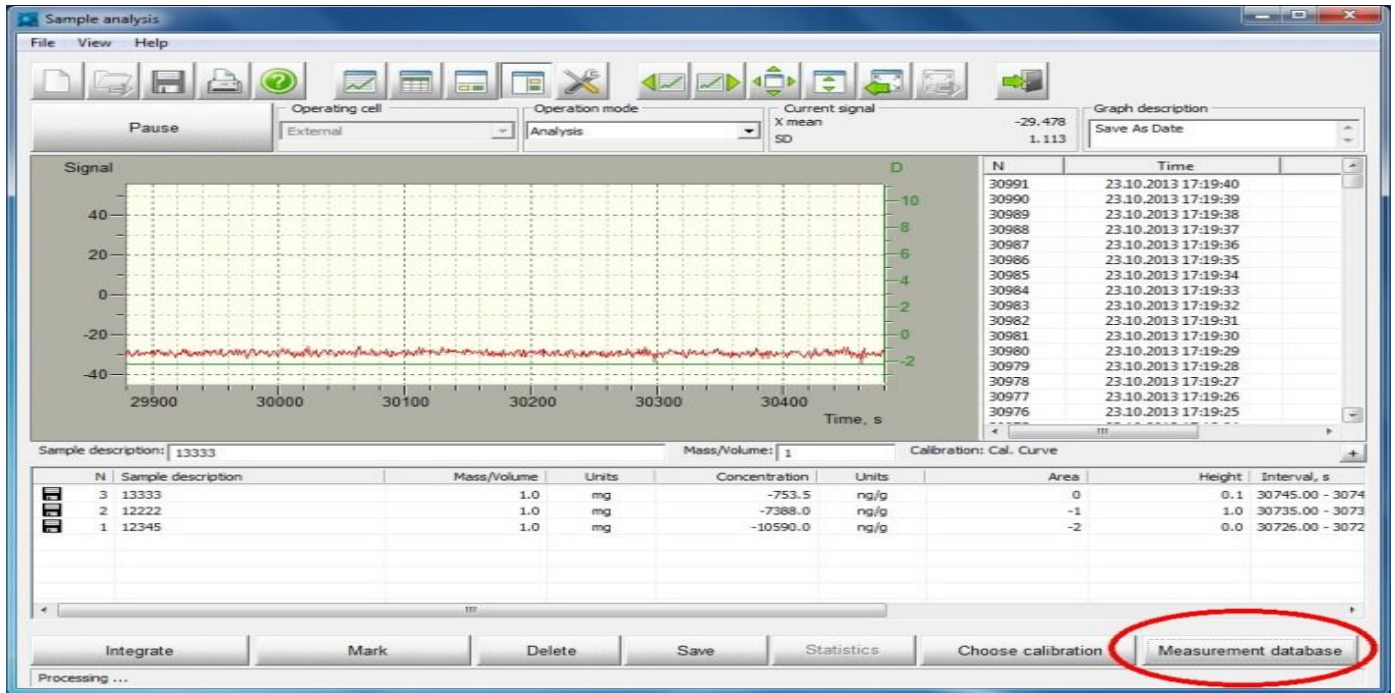 Sample analysis
File View Help
Pause
Operating cell
External
Operation mode
Analysis
Current signal
X mean -29.478
SD 1.113
Graph description
Save As Date
Signal D
40
20
0
-20
-40
10
8
6
4
2
0
-2
29900 30000 30100 30200 30300 30400
Time, s
N Time
30991 23.10.2013 17:19:40
30990 23.10.2013 17:19:39
30989 23.10.2013 17:19:38
30988 23.10.2013 17:19:37
30987 23.10.2013 17:19:36
30986 23.10.2013 17:19:35
30985 23.10.2013 17:19:34
30984 23.10.2013 17:19:33
30983 23.10.2013 17:19:32
30982 23.10.2013 17:19:31
30981 23.10.2013 17:19:30
30980 23.10.2013 17:19:29
30979 23.10.2013 17:19:28
30978 23.10.2013 17:19:27
30977 23.10.2013 17:19:26
30976 23.10.2013 17:19:25
Sample description: 13333 Mass/Volume: 1 Calibration: Cal. Curve +
N Sample description Mass/Volume Units Concentration Units Area Height Interval, s
3 13333 1.0 mg -753.5 ng/g 0 0.1 30745.00 - 3074
2 12222 1.0 mg -7388.0 ng/g -1 1.0 30735.00 - 3073
1 12345 1.0 mg -10590.0 ng/g -2 0.0 30726.00 - 3072
Integrate Mark Delete Save Statistics Choose calibration Measurement database
Processing ...